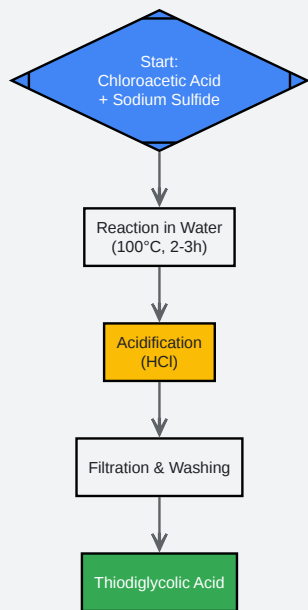 Start:
Chloroacetic Acid
+ Sodium Sulfide
Reaction in Water
(100°C, 2-3h)
Acidification
(HCl)
Filtration & Washing
Thiodiglycolic Acid